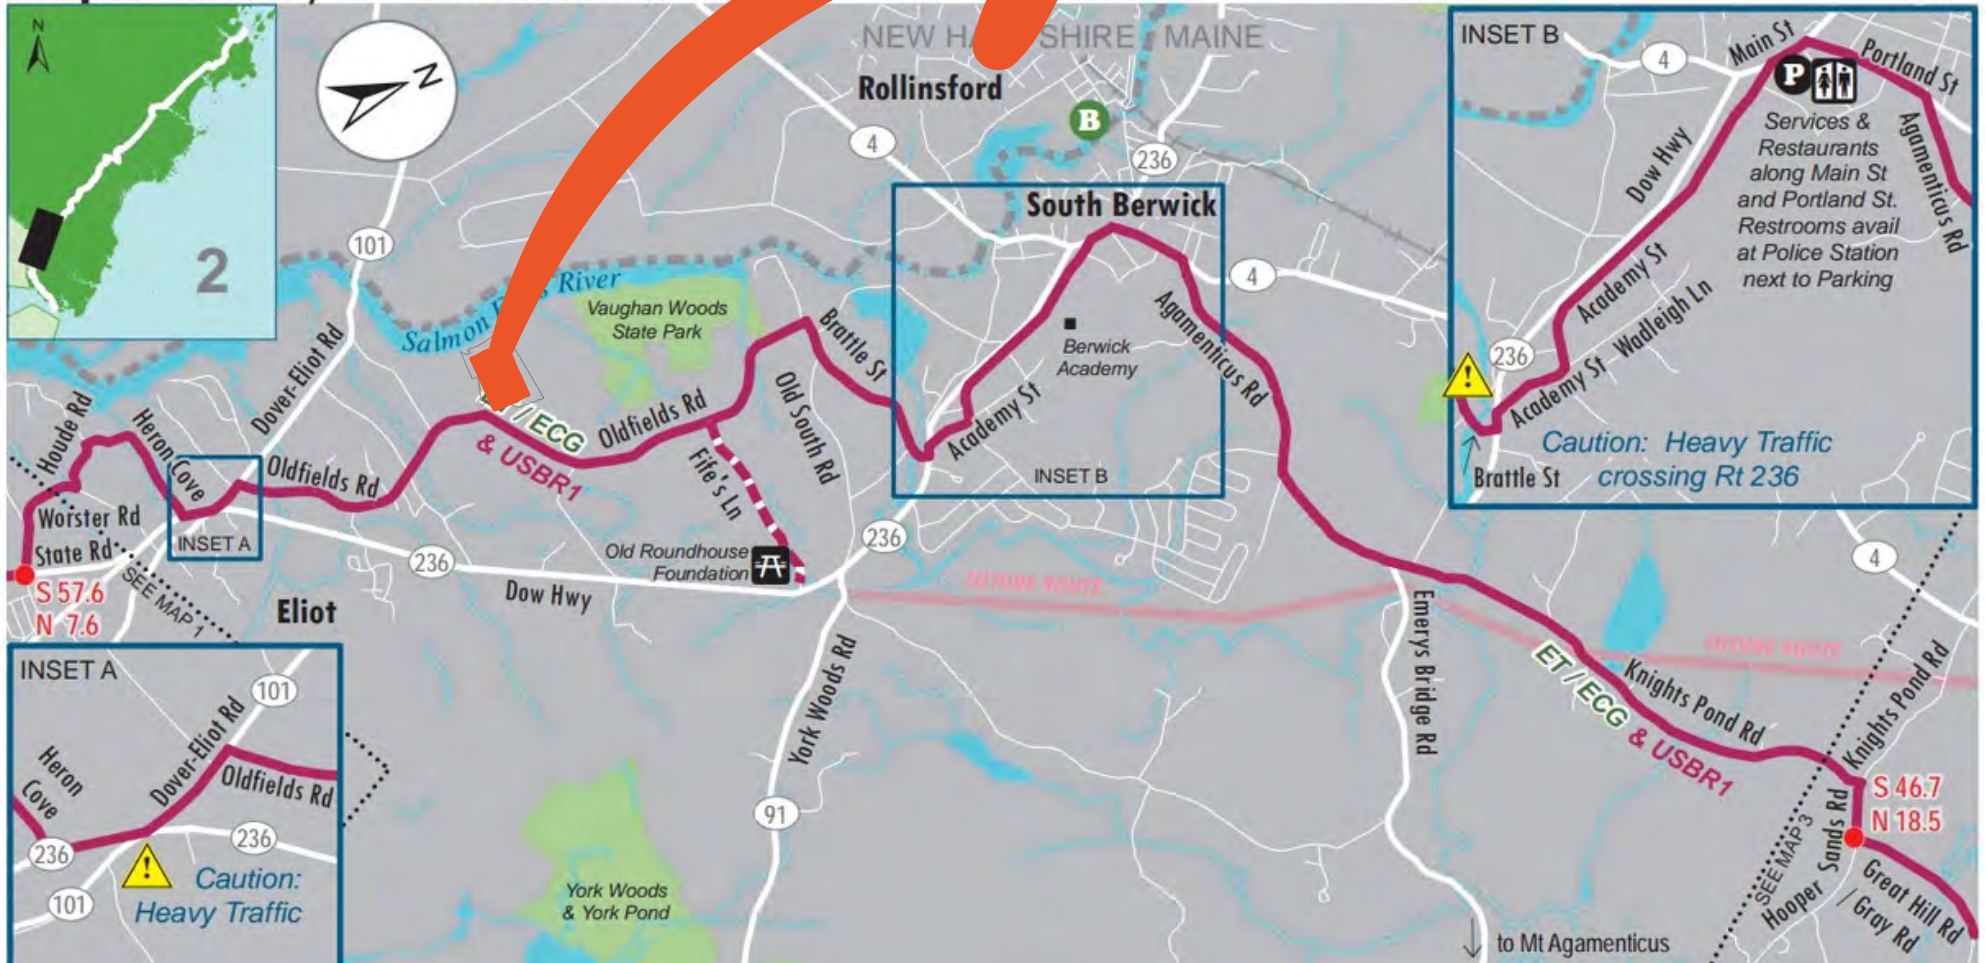 N
2
N
101
NEW HA SHIRE MAINE
Rollinsford
B
4
236
South Berwick
4
Salmon
River
Vaughan Woods
State Park
Brattle St
Berwick
Academy
Agamenticus Rd
Academy St
INSET B
Houde Rd
Heron Cove
Dover-Eliot Rd
Oldfields Rd
/ ECG
& USBR1
Oldfields Rd
Old South Rd
Fife's Ln
Worster Rd
State Rd
INSET A
S 57.6
N 7.6
SEE MAP 1
Eliot
236
Dow Hwy
Old Roundhouse
Foundation
236
FUTURE ROUTE
York Woods Rd
91
York Woods
& York Pond
Emerys Bridge Rd
to Mt Agamenticus
ET / ECG
& USBR1
Knights Pond Rd
FUTURE ROUTE
4
Knights Pond Rd
S 46.7
N 18.5
SEE MAP 3
Hooper Sands Rd
Great Hill Rd
/ Gray Rd
INSET A
101
Dover-Eliot Rd
Heron
Cove
Oldfields Rd
236
236
101
!
Caution:
Heavy Traffic
INSET B
4
Main St
Portland St
P
Services &
Restaurants
along Main St
and Portland St.
Restrooms avail
at Police Station
next to Parking
Agamenticus Rd
Dow Hwy
Academy St
Wadleigh Ln
236
!
Academy St
Caution: Heavy Traffic
crossing Rt 236
Brattle St